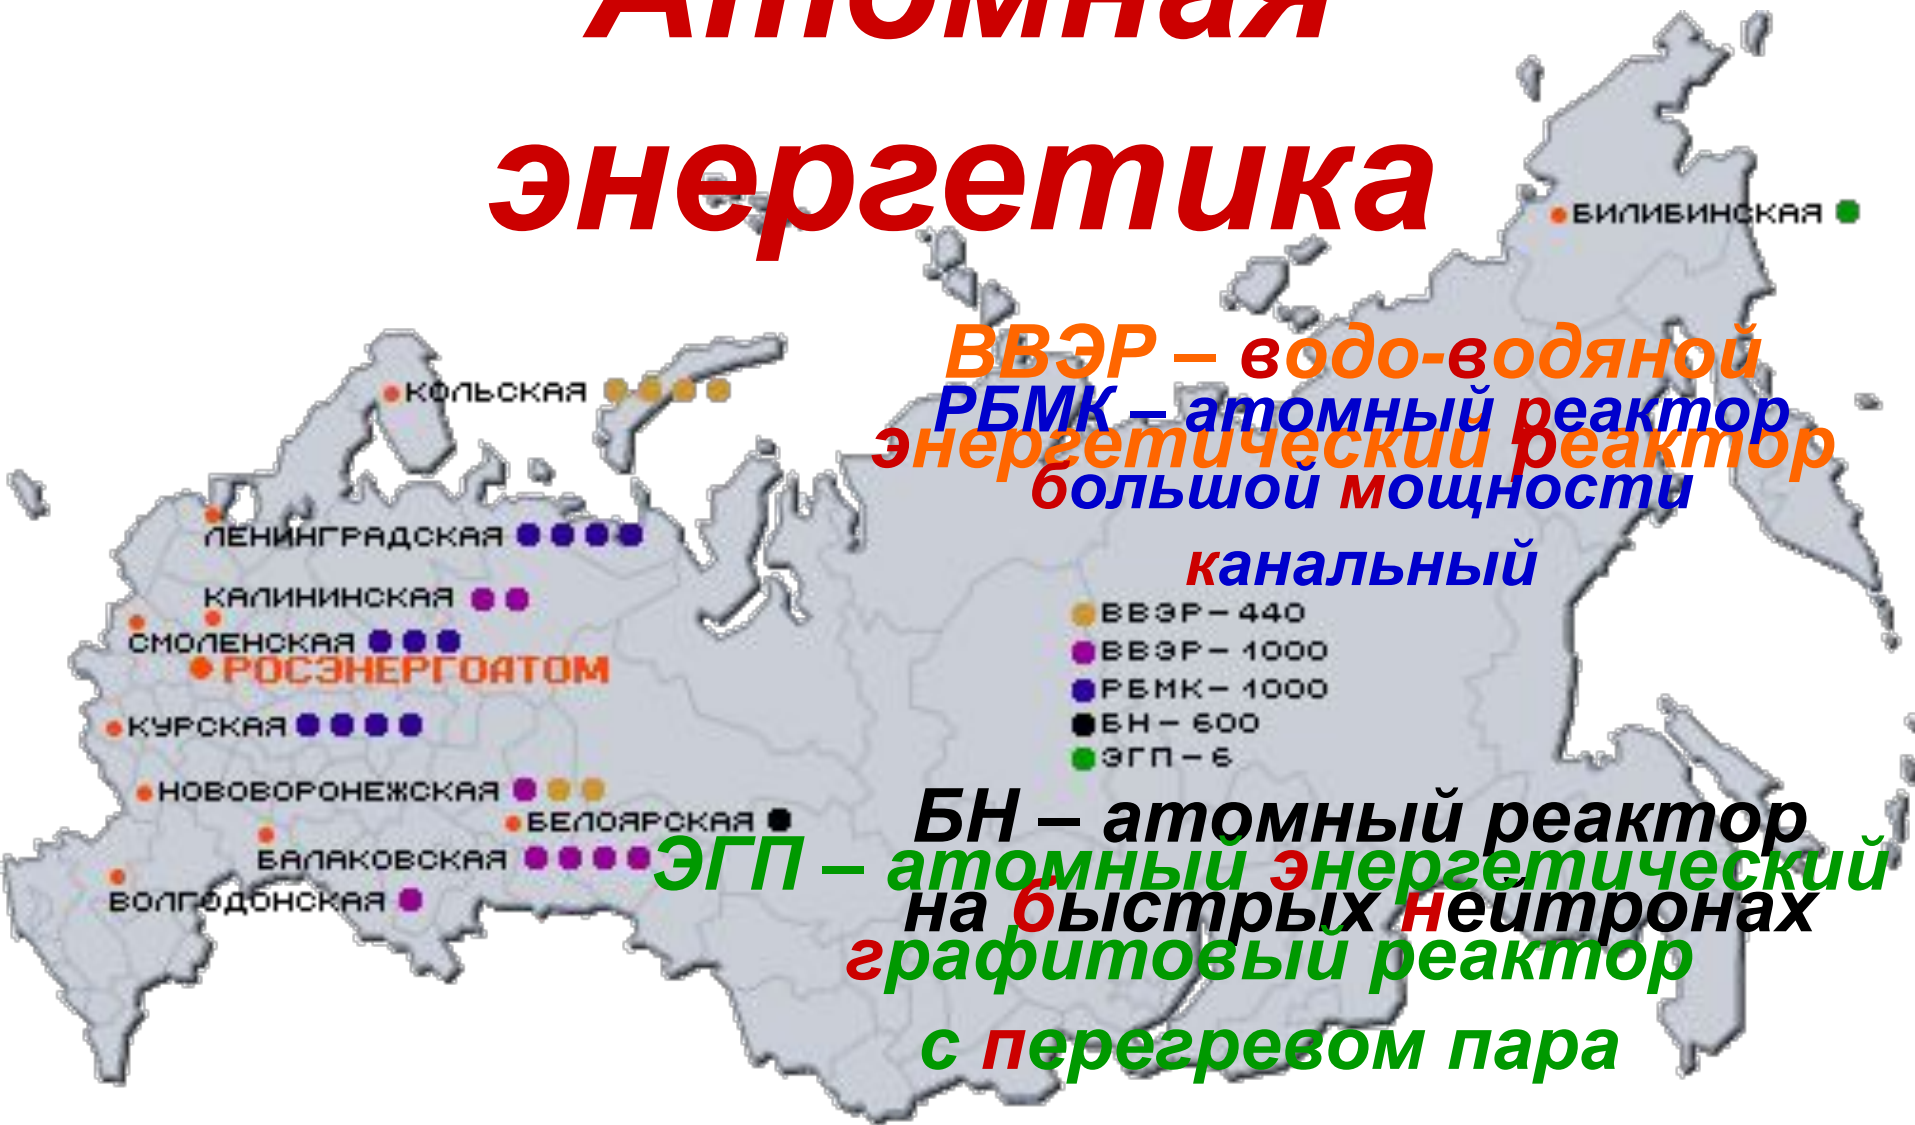 Атомная
энергетика
БИЛИБИНСКАЯ
ВВЭР – водо-водяной
энергетический реактор
РБМК – атомный реактор
большой мощности
канальный
КОЛЬСКАЯ
ЛЕНИНГРАДСКАЯ
КАЛИНИНСКАЯ
СМОЛЕНСКАЯ
РОСЭНЕРГОАТОМ
КУРСКАЯ
НОВОВОРОНЕЖСКАЯ
БЕЛОЯРСКАЯ
БАЛАКОВСКАЯ
ВОЛГОДОНСКАЯ
ВВЭР – 440
ВВЭР – 1000
РБМК – 1000
БН – 600
ЭГП – 6
БН – атомный реактор
на быстрых нейтронах
ЭГП – атомный энергетический
графитовый реактор
с перегревом пара